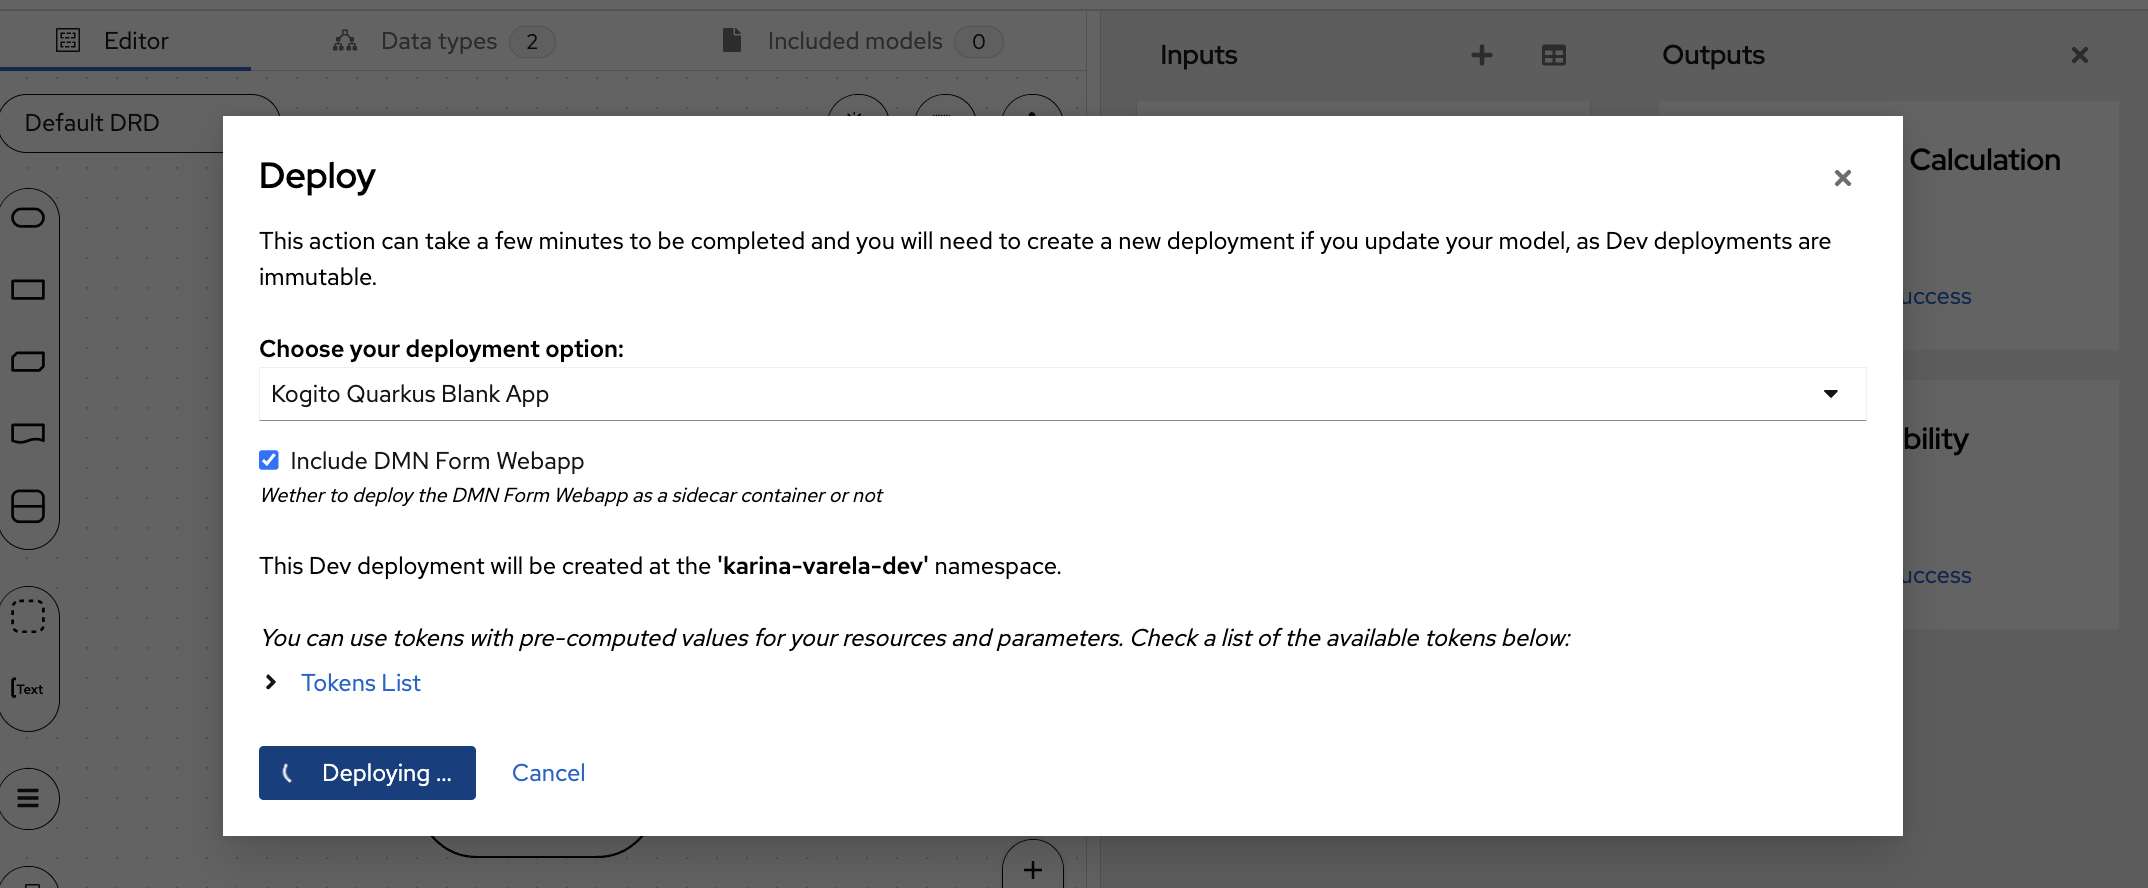 Editor
Data types 2
Included models 0
Inputs
Outputs
Default DRD
Calculation
Deploy
This action can take a few minutes to be completed and you will need to create a new deployment if you update your model, as Dev deployments are
immutable.
uccess
Choose your deployment option:
Kogito Quarkus Blank App
bility
Include DMN Form Webapp
Wether to deploy the DMN Form Webapp as a sidecar container or not
This Dev deployment will be created at the 'karina-varela-dev' namespace.
uccess
You can use tokens with pre-computed values for your resources and parameters. Check a list of the available tokens below:
Tokens List
Text
Deploying ...
Cancel